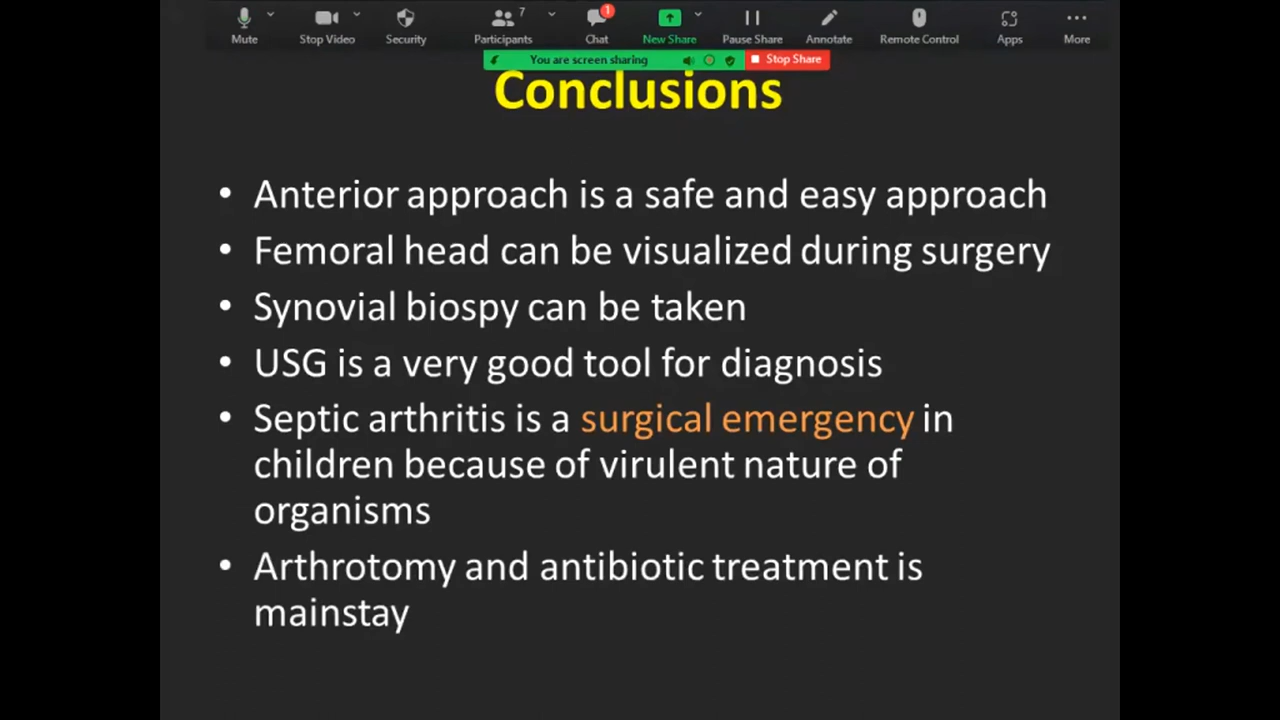 7
1
Mute
Stop Video
Security
Participants
Chat
New Share
Pause Share
Annotate
Remote Control
Apps
More
You are screen sharing
Stop Share
Conclusions
• Anterior approach is a safe and easy approach
• Femoral head can be visualized during surgery
• Synovial biospy can be taken
• USG is a very good tool for diagnosis
• Septic arthritis is a surgical emergency in
children because of virulent nature of
organisms
• Arthrotomy and antibiotic treatment is
mainstay